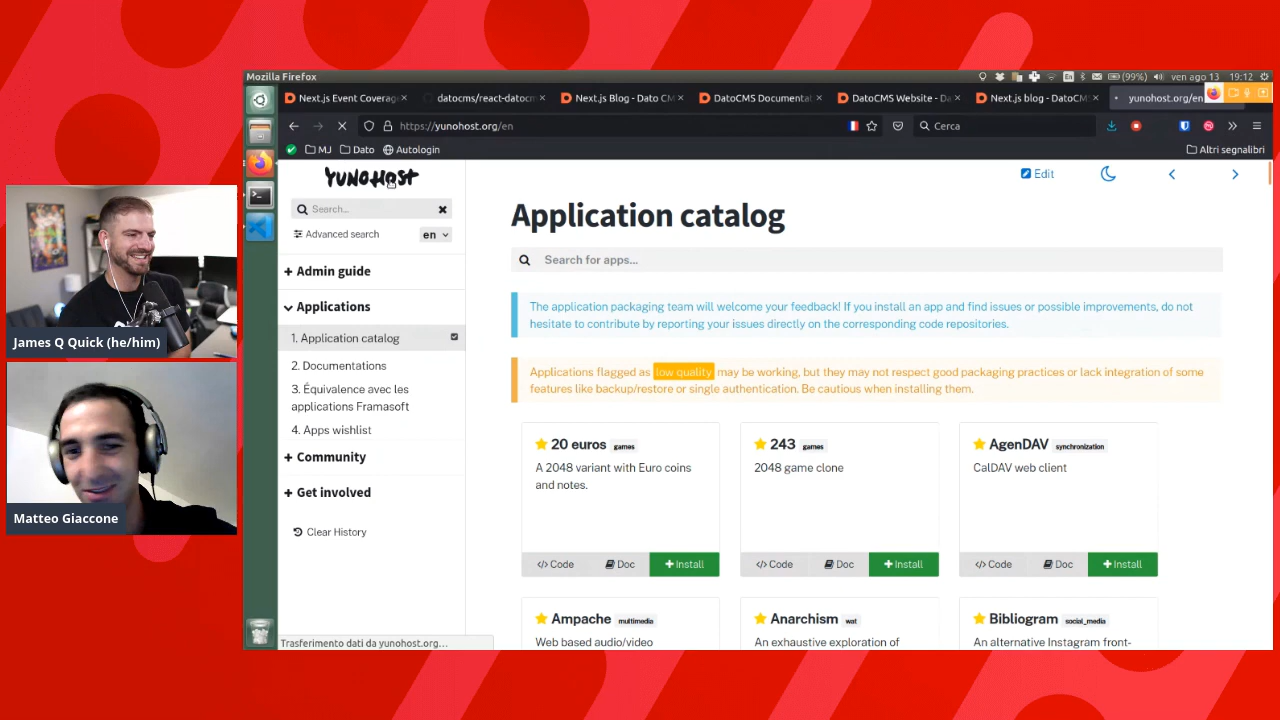 Mozilla Firefox
En
(99%)
ven ago 13
19:12
Next.js Event Coverag
datocms/react-datocm
Next.js Blog - Dato CM
DatoCMS Documentat
DatoCMS Website - Da
Next.js blog - DatoCM
yunohost.org/en
https://yunohost.org/en
Cerca
MJ
Dato
Autologin
Altri segnalibri
YUNOHOST
Search...
Advanced search
en
Admin guide
Applications
1. Application catalog
2. Documentations
3. Équivalence avec les
applications Framasoft
4. Apps wishlist
Community
Get involved
Clear History
Trasferimento dati da yunohost.org...
Edit
Application catalog
Search for apps...
The application packaging team will welcome your feedback! If you install an app and find issues or possible improvements, do not
hesitate to contribute by reporting your issues directly on the corresponding code repositories.
Applications flagged as low quality may be working, but they may not respect good packaging practices or lack integration of some
features like backup/restore or single authentication. Be cautious when installing them.
20 euros games
A 2048 variant with Euro coins
and notes.
</> Code
Doc
+Install
243 games
2048 game clone
</> Code
Doc
+Install
AgenDAV synchronization
CalDAV web client
</> Code
Doc
+Install
Ampache multimedia
Web based audio/video
Anarchism wat
An exhaustive exploration of
Bibliogram social_media
An alternative Instagram front-
James Q Quick (he/him)
Matteo Giaccone